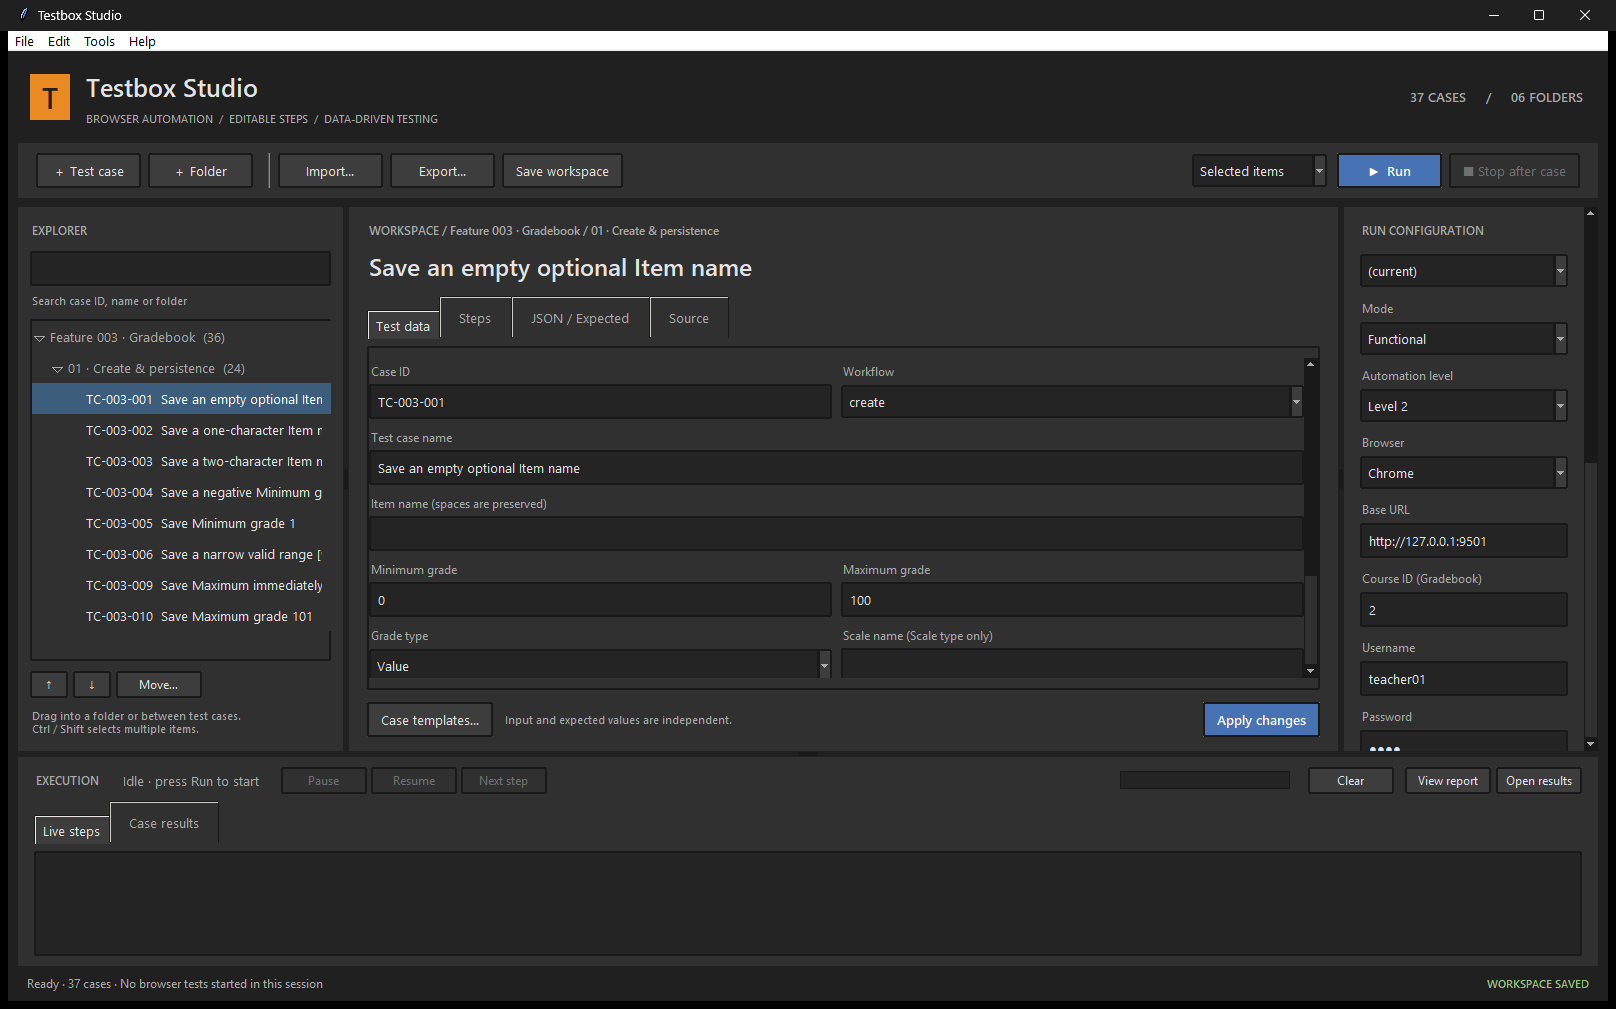 Testbox Studio
File Edit Tools Help
T
Testbox Studio
BROWSER AUTOMATION / EDITABLE STEPS / DATA-DRIVEN TESTING
37 CASES / 06 FOLDERS
+ Test case
+ Folder
Import...
Export...
Save workspace
Selected items
▶ Run
■ Stop after case
EXPLORER
Search case ID, name or folder
Feature 003 · Gradebook (36)
01 · Create & persistence (24)
TC-003-001 Save an empty optional Iten
TC-003-002 Save a one-character Item r
TC-003-003 Save a two-character Item n
TC-003-004 Save a negative Minimum g
TC-003-005 Save Minimum grade 1
TC-003-006 Save a narrow valid range [
TC-003-009 Save Maximum immediately
TC-003-010 Save Maximum grade 101
↑
↓
Move...
Drag into a folder or between test cases.
Ctrl / Shift selects multiple items.
WORKSPACE / Feature 003 · Gradebook / 01 · Create & persistence
Save an empty optional Item name
Test data
Steps
JSON / Expected
Source
Case ID
Workflow
TC-003-001
create
Test case name
Save an empty optional Item name
Item name (spaces are preserved)
Minimum grade
Maximum grade
0
100
Grade type
Scale name (Scale type only)
Value
Case templates...
Input and expected values are independent.
Apply changes
RUN CONFIGURATION
(current)
Mode
Functional
Automation level
Level 2
Browser
Chrome
Base URL
http://127.0.0.1:9501
Course ID (Gradebook)
2
Username
teacher01
Password
●●●●
EXECUTION
Idle · press Run to start
Pause
Resume
Next step
Clear
View report
Open results
Live steps
Case results
Ready · 37 cases · No browser tests started in this session
WORKSPACE SAVED